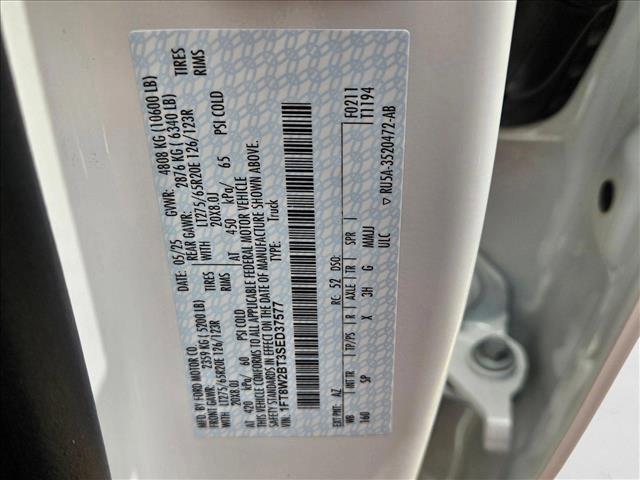 MFD BY FORD MOTOR CO.
05/25 GVWR: 4808 KG (10600 LB)
FRONT GAWR: 2359 KG (5200 LB) REAR GAWR: 2876 KG (6340 LB)
LT275/65R20E 126/123R TIRES WITH LT275/65R20E 126/123R TIRES
20X8.0J RIMS 20X8.0J RIMS
AT 420 kPa/ 60 PSI COLD AT 450 kPa/ 65 PSI COLD
THIS VEHICLE CONFORMS TO ALL APPLICABLE FEDERAL MOTOR VEHICLE
SAFETY STANDARDS IN EFFECT ON THE DATE OF MANUFACTURE SHOWN ABOVE.
VIN: 1FT8W2BT3SED37577 TYPE: Truck
F0211
T1194
EXT PNT: AZ RC: 52 DSO:
WB INT TR TP/PS R AXLE TR SPR
160 SP X 3H G MMUJ
ULC ▽ RU5A-3520472-AB